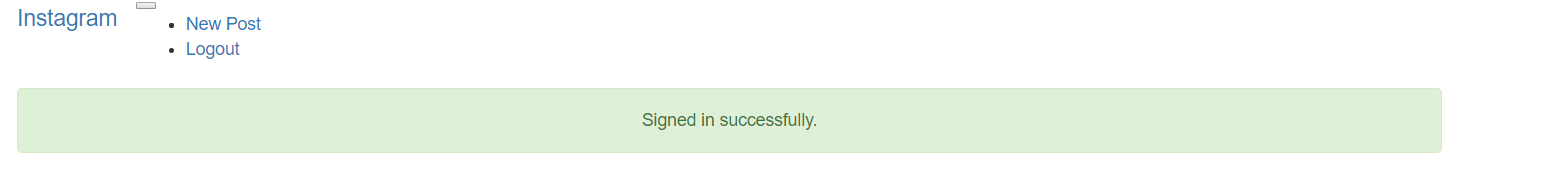 Instagram
New Post
Logout
Signed in successfully.